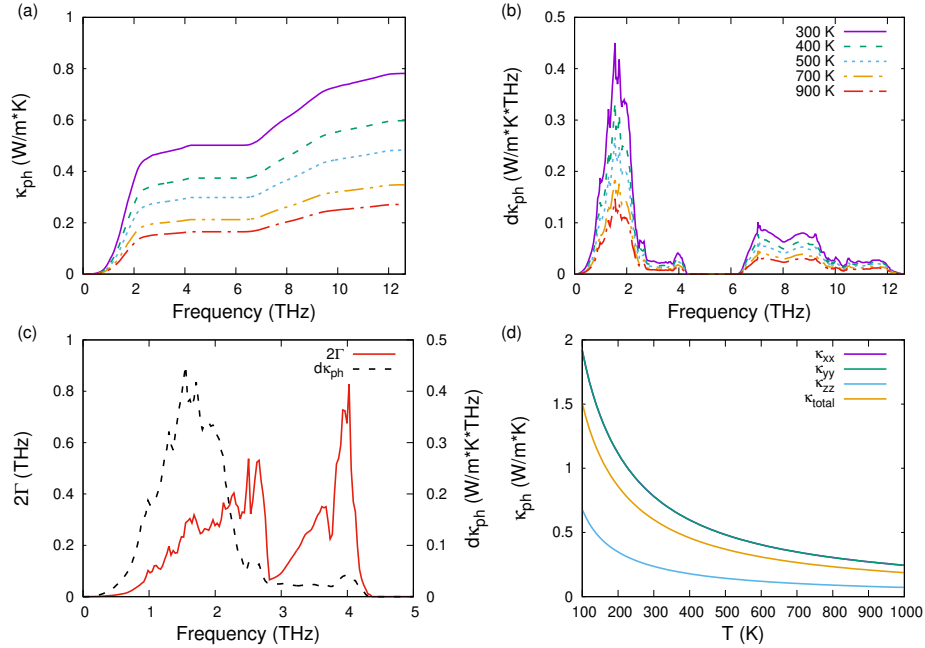 (a)
κph (W/m*K)
1
0.8
0.6
0.4
0.2
0
0 2 4 6 8 10 12
Frequency (THz)
(b)
dκph (W/m*K*THz)
0.5
0.4
0.3
0.2
0.1
0
0 2 4 6 8 10 12
Frequency (THz)
300 K
400 K
500 K
700 K
900 K
(c)
2Γ (THz)
1
0.8
0.6
0.4
0.2
0
0 1 2 3 4 5
Frequency (THz)
2Γ
dκph
0.5
0.4
0.3
0.2
0.1
0
dκph (W/m*K*THz)
(d)
κph (W/m*K)
2
1.5
1
0.5
0
100 200 300 400 500 600 700 800 900 1000
T (K)
κxx
κyy
κzz
κtotal